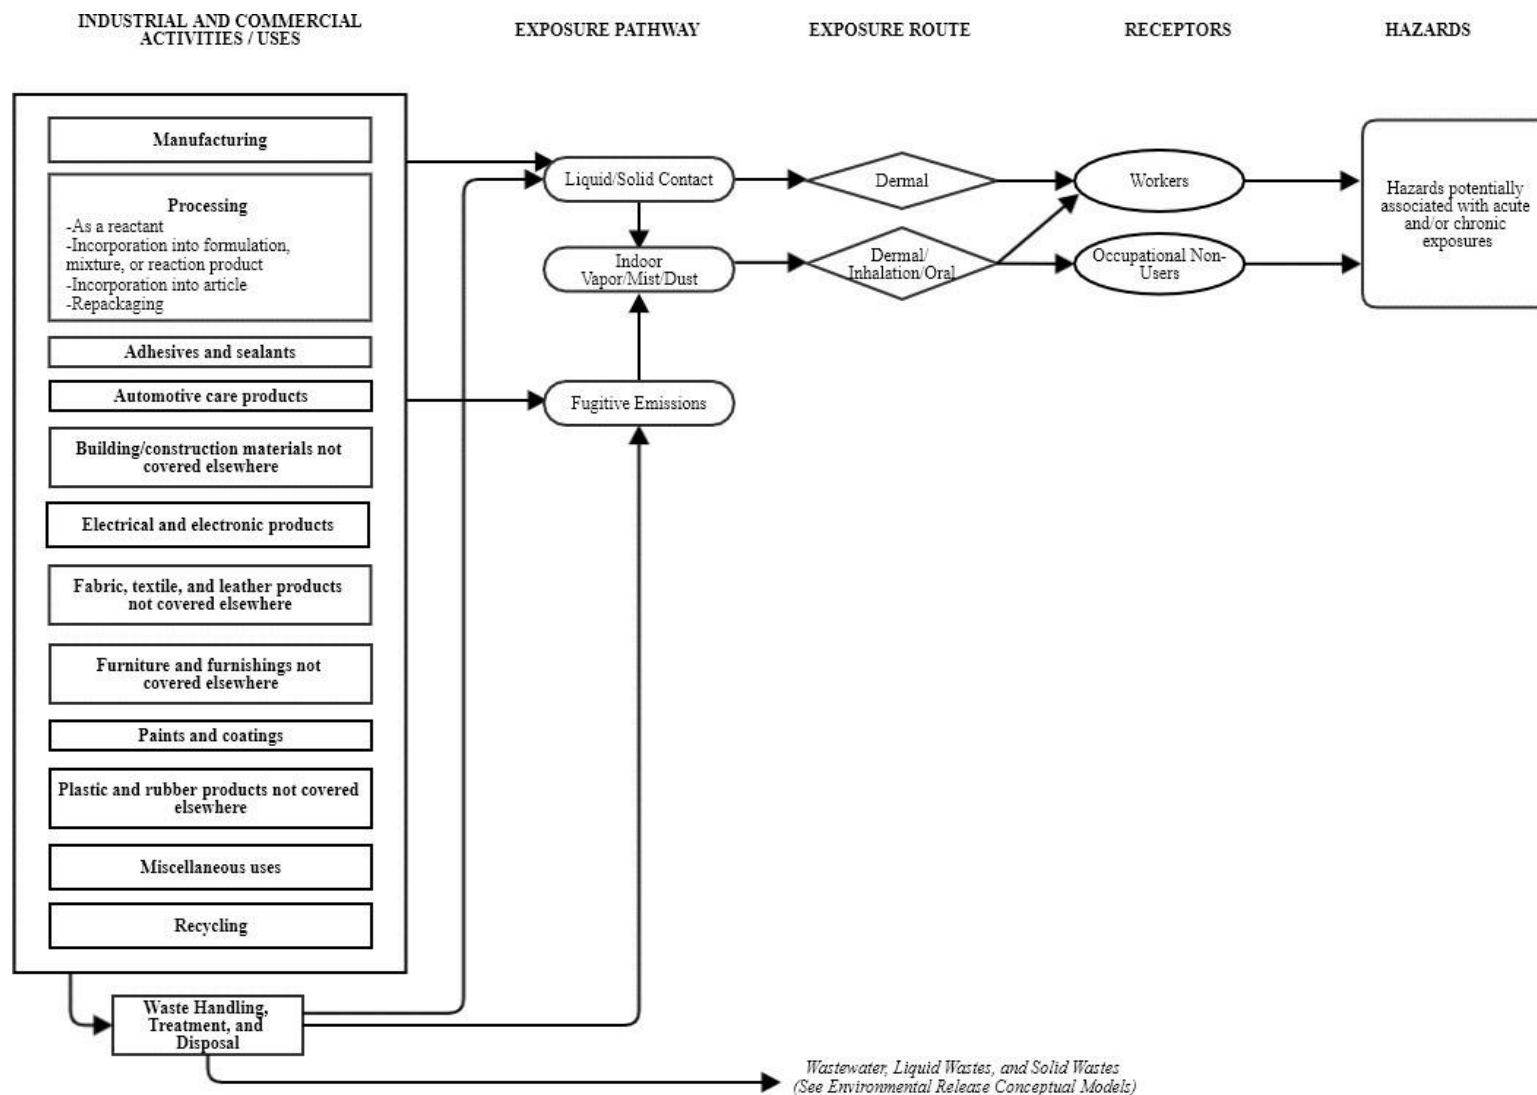 INDUSTRIAL AND COMMERCIAL
ACTIVITIES / USES
EXPOSURE PATHWAY
EXPOSURE ROUTE
RECEPTORS
HAZARDS
Manufacturing
Processing
-As a reactant
-Incorporation into formulation,
mixture, or reaction product
-Incorporation into article
-Repackaging
Adhesives and sealants
Automotive care products
Building/construction materials not
covered elsewhere
Electrical and electronic products
Fabric, textile, and leather products
not covered elsewhere
Furniture and furnishings not
covered elsewhere
Paints and coatings
Plastic and rubber products not covered
elsewhere
Miscellaneous uses
Recycling
Waste Handling,
Treatment, and
Disposal
Liquid/Solid Contact
Indoor
Vapor/Mist/Dust
Fugitive Emissions
Dermal
Dermal/
Inhalation/Oral
Workers
Occupational Non-
Users
Hazards potentially
associated with acute
and/or chronic
exposures
Wastewater, Liquid Wastes, and Solid Wastes
(See Environmental Release Conceptual Models)